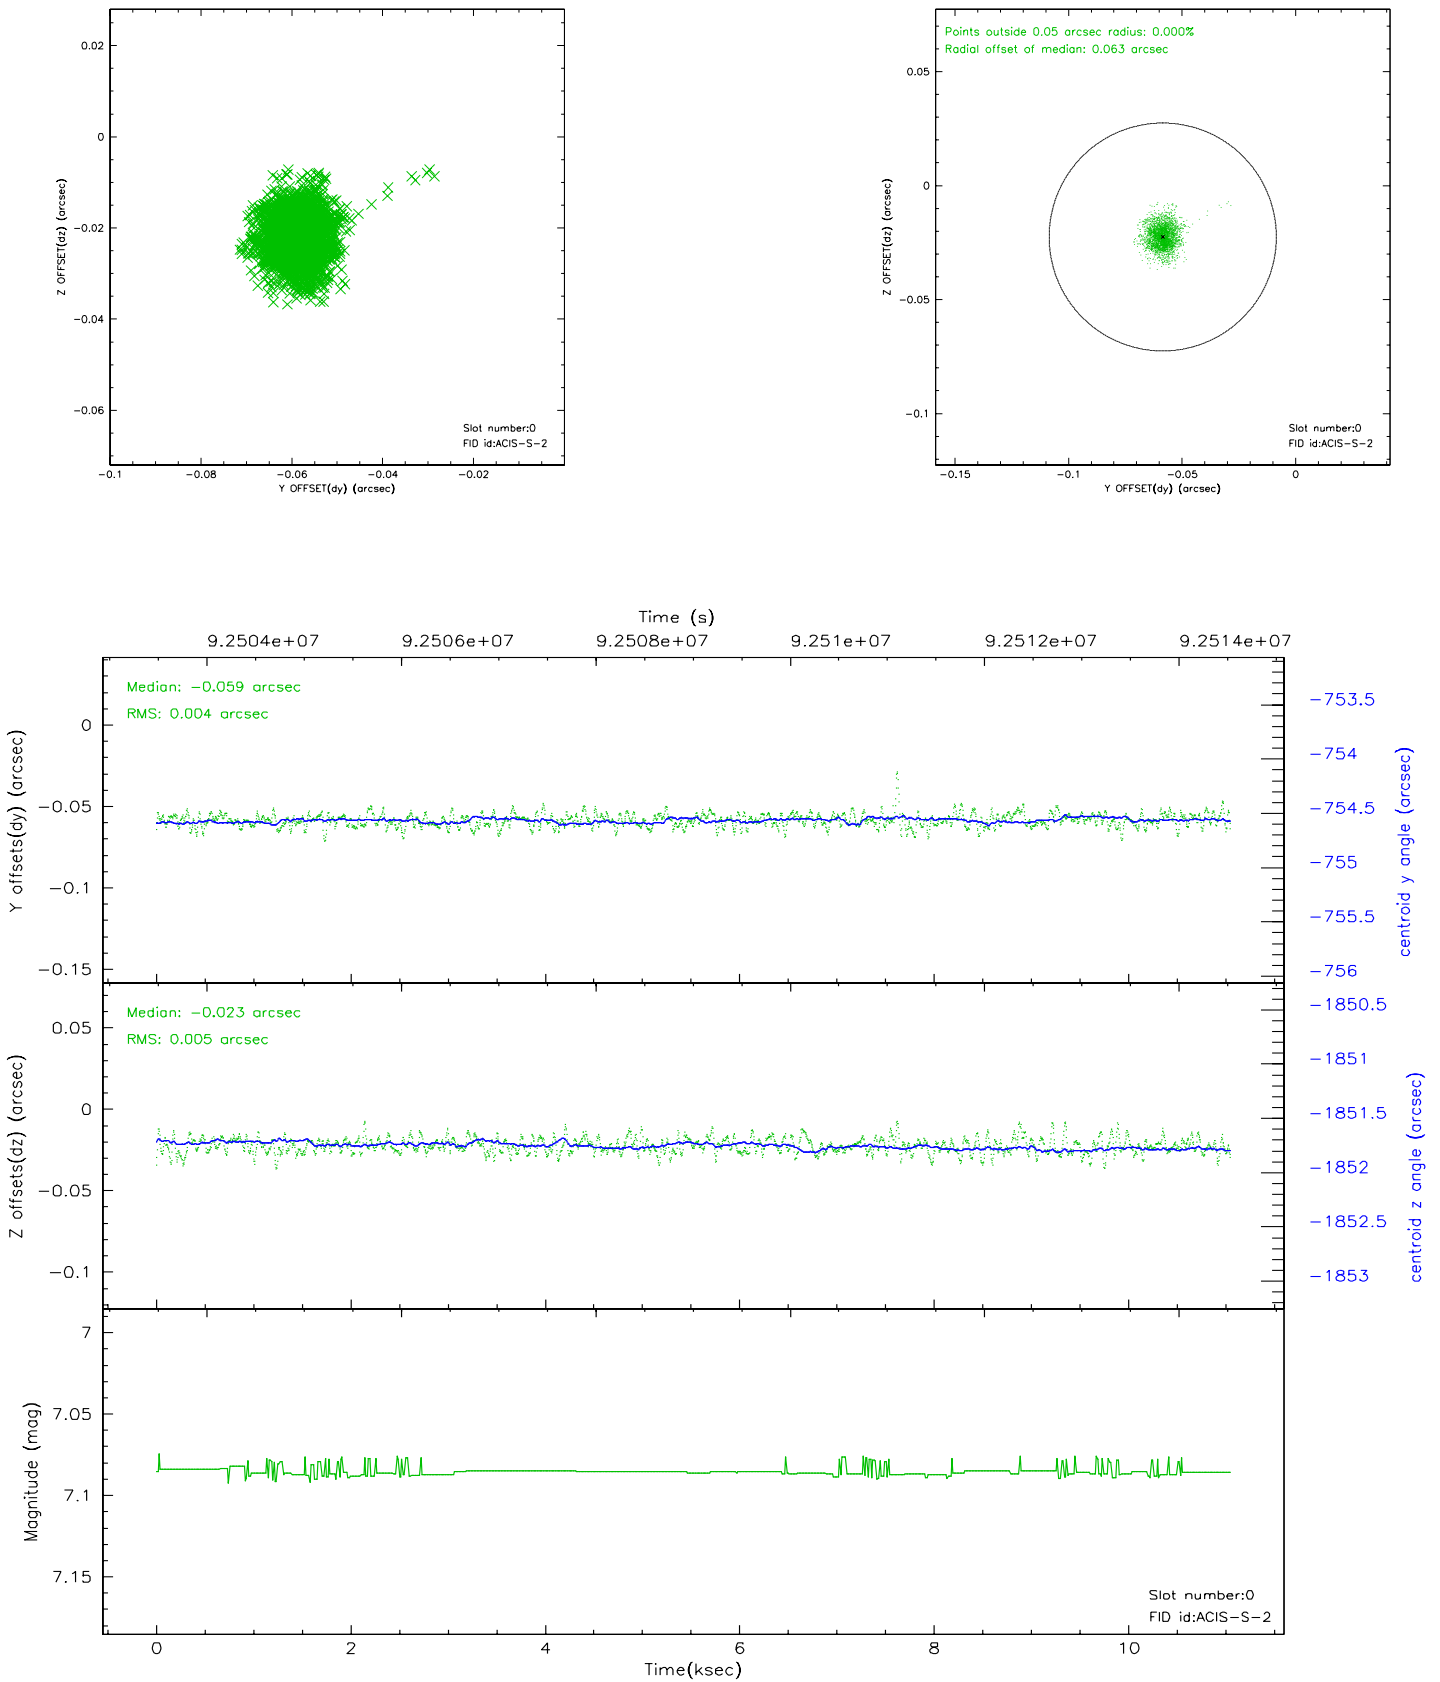 0.02
0
-0.02
-0.04
-0.06
Z OFFSET(dz) (arcsec)
-0.1 -0.08 -0.06 -0.04 -0.02
Y OFFSET(dy) (arcsec)
Slot number:0
FID id:ACIS-S-2
Points outside 0.05 arcsec radius: 0.000%
Radial offset of median: 0.063 arcsec
0.05
0
-0.05
-0.1
Z OFFSET(dz) (arcsec)
Slot number:0
FID id:ACIS-S-2
-0.15 -0.1 -0.05 0
Y OFFSET(dy) (arcsec)
Time (s)
9.2504e+07 9.2506e+07 9.2508e+07 9.251e+07 9.2512e+07 9.2514e+07
Median: -0.059 arcsec
RMS: 0.004 arcsec
0
-0.05
-0.1
-0.15
Y offsets(dy) (arcsec)
-753.5
-754
-754.5
-755
-755.5
-756
centroid y angle (arcsec)
Median: -0.023 arcsec
RMS: 0.005 arcsec
0.05
0
-0.05
-0.1
Z offsets(dz) (arcsec)
-1850.5
-1851
-1851.5
-1852
-1852.5
-1853
centroid z angle (arcsec)
7
7.05
7.1
7.15
Magnitude (mag)
Slot number:0
FID id:ACIS-S-2
0 2 4 6 8 10
Time(ksec)